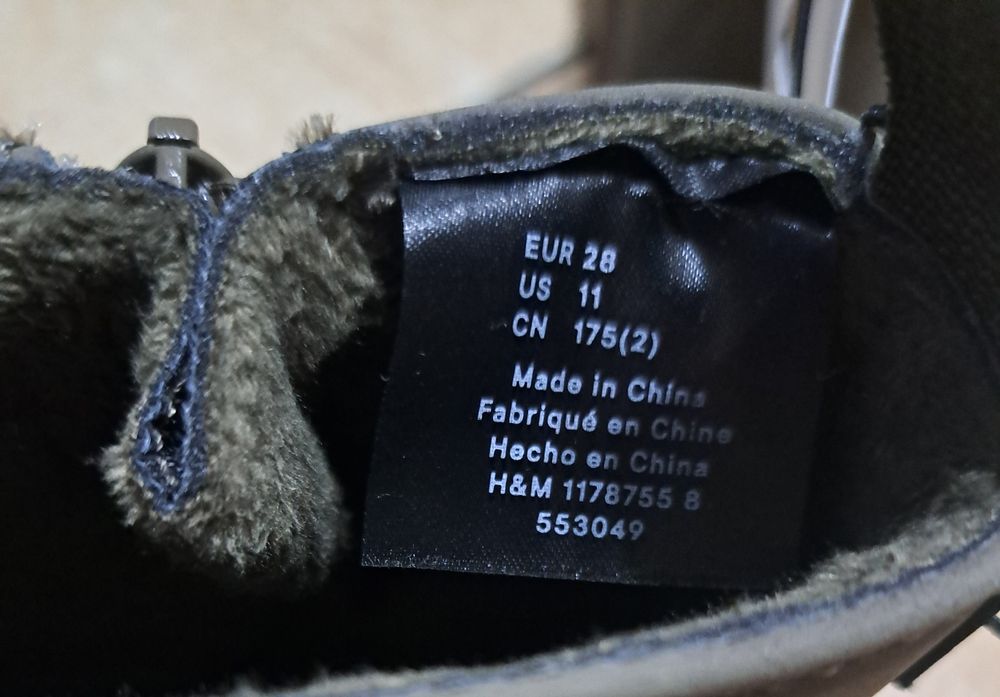 EUR 28
US 11
CN 175(2)
Made in China
Fabriqué en Chine
Hecho en China
H&M 1178755 8
553049